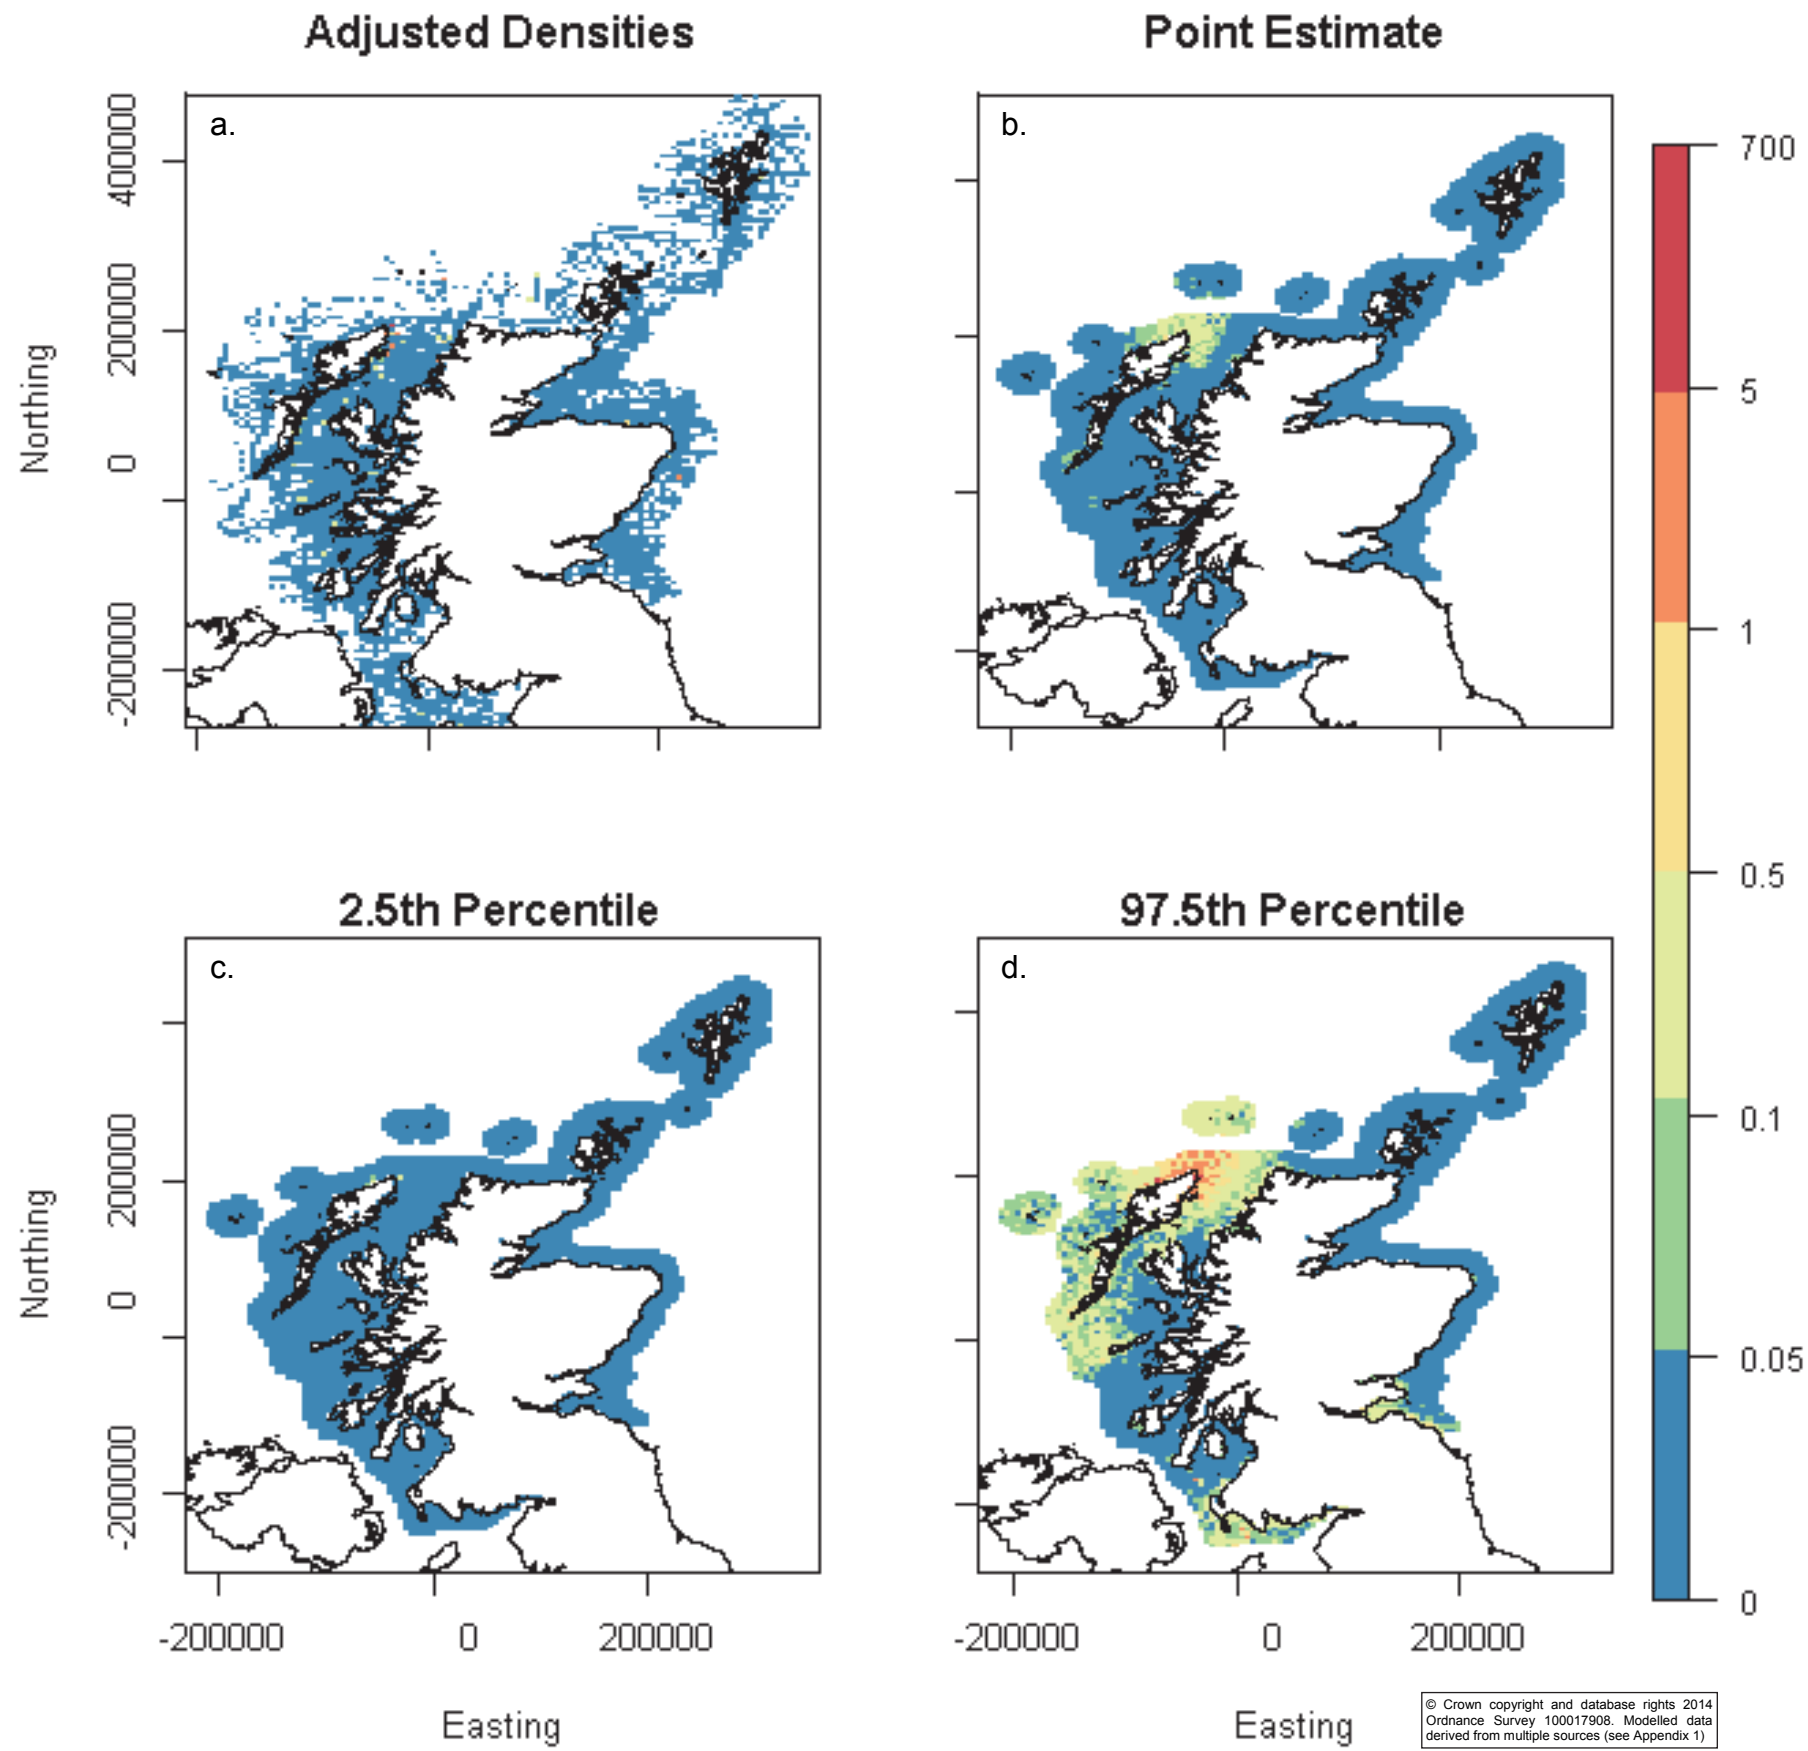 Adjusted Densities
Point Estimate
a.
b.
400000
200000
0
-200000
Northing
700
5
1
0.5
0.1
0.05
0
2.5th Percentile
97.5th Percentile
c.
d.
200000
0
-200000
Northing
-200000 0 200000
-200000 0 200000
Easting
Easting
© Crown copyright and database rights 2014
Ordnance Survey 100017908. Modelled data
derived from multiple sources (see Appendix 1)